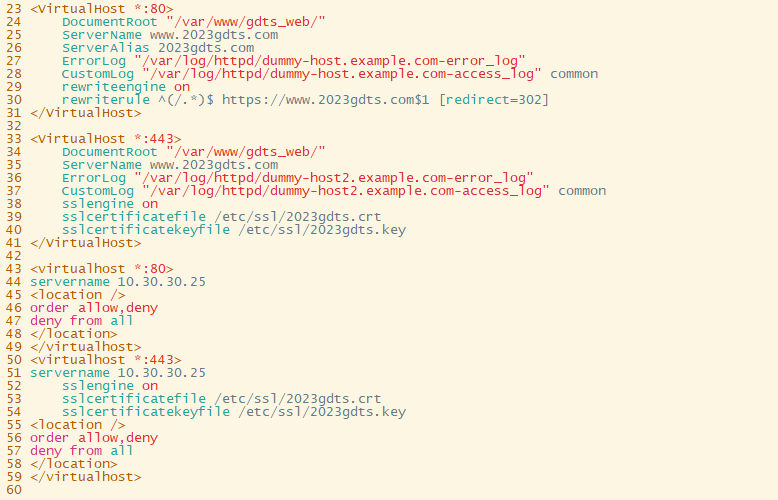 23 <VirtualHost *:80>
24     DocumentRoot "/var/www/gdts_web/"
25     ServerName www.2023gdts.com
26     ServerAlias 2023gdts.com
27     ErrorLog "/var/log/httpd/dummy-host.example.com-error_log"
28     CustomLog "/var/log/httpd/dummy-host.example.com-access_log" common
29     rewriteengine on
30     rewriterule ^(/.*)$ https://www.2023gdts.com$1 [redirect=302]
31 </VirtualHost>
32
33 <VirtualHost *:443>
34     DocumentRoot "/var/www/gdts_web/"
35     ServerName www.2023gdts.com
36     ErrorLog "/var/log/httpd/dummy-host2.example.com-error_log"
37     CustomLog "/var/log/httpd/dummy-host2.example.com-access_log" common
38     sslengine on
39     sslcertificatefile /etc/ssl/2023gdts.crt
40     sslcertificatekeyfile /etc/ssl/2023gdts.key
41 </VirtualHost>
42
43 <virtualhost *:80>
44 servername 10.30.30.25
45 <location />
46 order allow,deny
47 deny from all
48 </location>
49 </virtualhost>
50 <virtualhost *:443>
51 servername 10.30.30.25
52     sslengine on
53     sslcertificatefile /etc/ssl/2023gdts.crt
54     sslcertificatekeyfile /etc/ssl/2023gdts.key
55 <location />
56 order allow,deny
57 deny from all
58 </location>
59 </virtualhost>
60